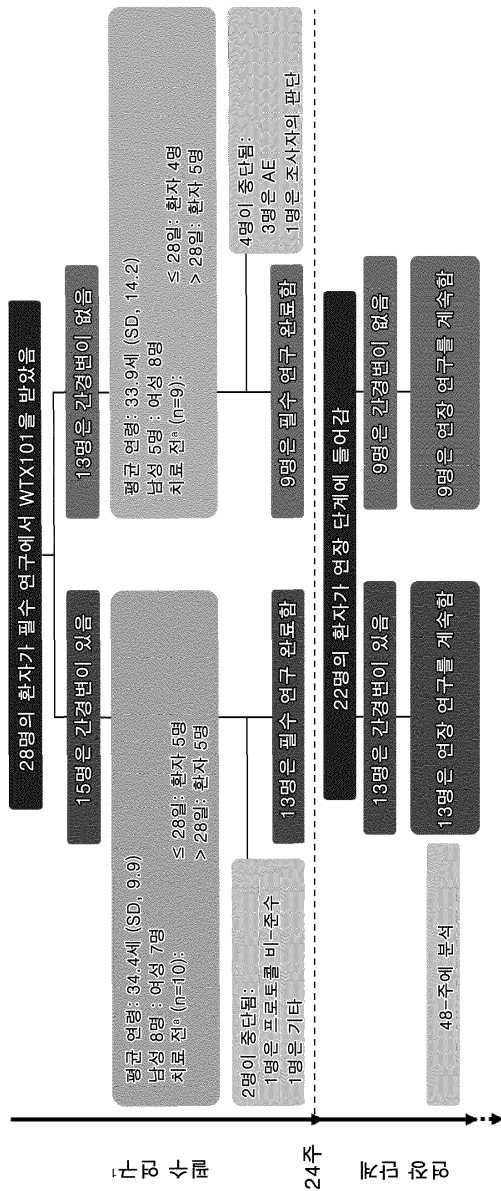 28명의 환자가 필수 연구에서 WTX101을 받았음
15명은 간경변이 있음
13명은 간경변이 없음
평균 연령: 34.4세 (SD, 9.9)
남성 8명 : 여성 7명
치료 전ª (n=10):
≤ 28일: 환자 5명
> 28일: 환자 5명
평균 연령: 33.9세 (SD, 14.2)
남성 5명 : 여성 8명
치료 전ª (n=9):
≤ 28일: 환자 4명
> 28일: 환자 5명
2명이 중단됨:
1명은 프로토콜 비-준수
1명은 기타
4명이 중단됨:
3명은 AE
1명은 조사자의 판단
13명은 필수 연구 완료함
9명은 필수 연구 완료함
필수
연구¹
24주
22명의 환자가 연장 단계에 들어감
13명은 간경변이 있음
9명은 간경변이 없음
13명은 연장 연구를 계속함
9명은 연장 연구를 계속함
48-주에 분석
연장
단계